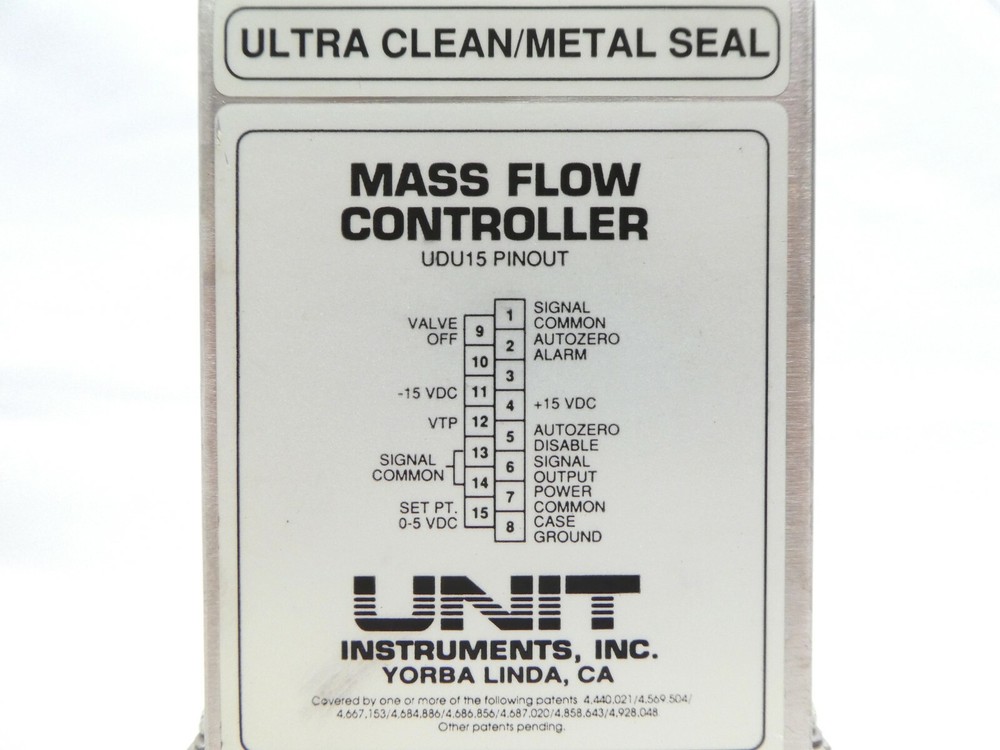 ULTRA CLEAN/METAL SEAL
MASS FLOW
CONTROLLER
UDU15 PINOUT
1 SIGNAL
COMMON
VALVE
OFF 9
2 AUTOZERO
ALARM
10
3
-15 VDC 11
4 +15 VDC
VTP 12
5 AUTOZERO
DISABLE
13
SIGNAL
COMMON
6 SIGNAL
OUTPUT
14
7 POWER
COMMON
SET PT.
0-5 VDC 15
8 CASE
GROUND
UNIT
INSTRUMENTS, INC.
YORBA LINDA, CA
Covered by one or more of the following patents 4,440,021/4,569,504/
4,667,153/4,684,886/4,686,856/4,687,020/4,858,643/4,928,048
Other patents pending.